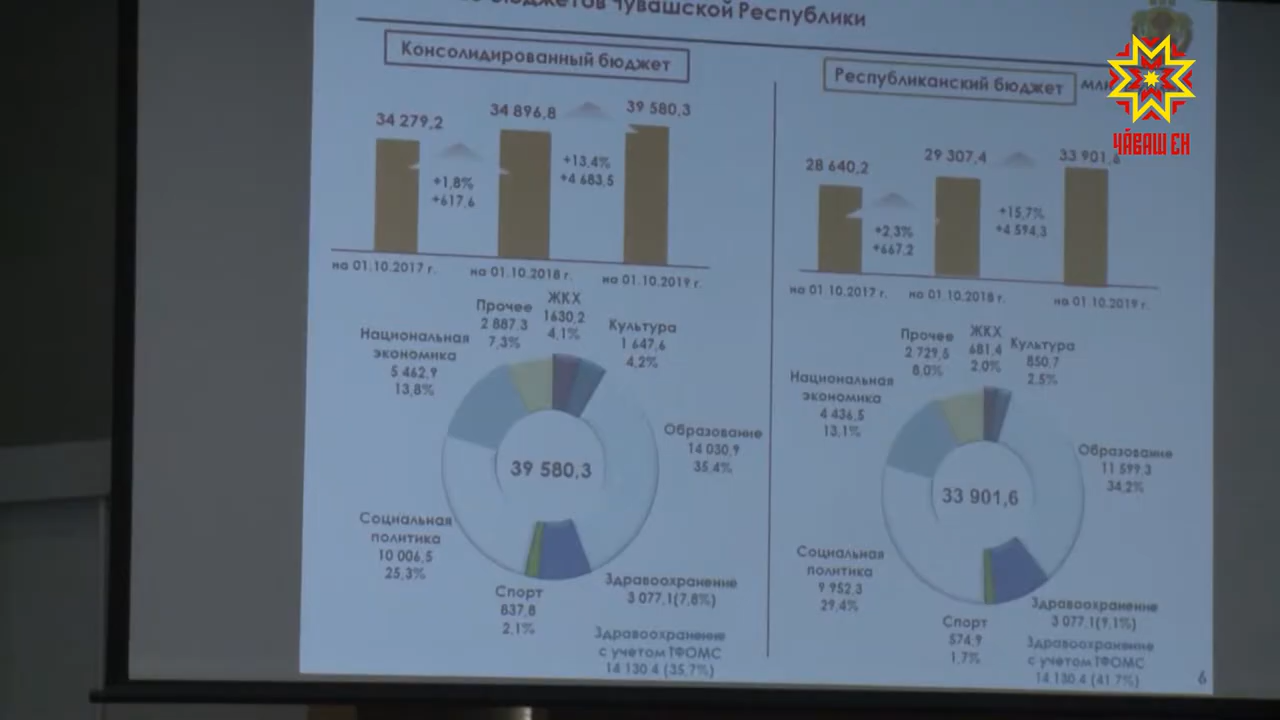 бюджетов Чувашской Республики
Консолидированный бюджет
34 279,2
34 896,8
39 580,3
+1,8%
+617,6
+13,4%
+4 683,5
на 01.10.2017 г.
на 01.10.2018 г.
на 01.10.2019 г.
Национальная
экономика
5 462,9
13,8%
Прочее
2 887,3
7,3%
ЖКХ
1630,2
4,1%
Культура
1 647,6
4,2%
Образование
14 030,9
35,4%
39 580,3
Социальная
политика
10 006,5
25,3%
Спорт
837,8
2,1%
Здравоохранение
3 077,1(7,8%)
Здравоохранение
с учетом ТФОМС
14 130,4 (35,7%)
Республиканский бюджет
28 640,2
29 307,4
33 901,6
+2,3%
+667,2
+15,7%
+4 594,3
на 01.10.2017 г.
на 01.10.2018 г.
на 01.10.2019 г.
Национальная
экономика
4 436,5
13,1%
Прочее
2 729,5
8,0%
ЖКХ
681,4
2,0%
Культура
850,7
2,5%
Образование
11 599,3
34,2%
33 901,6
Социальная
политика
9 952,3
29,4%
Спорт
574,9
1,7%
Здравоохранение
3 077,1(9,1%)
Здравоохранение
с учетом ТФОМС
14 130,4 (41,7%)
6
ЧӐВАШ ЕН